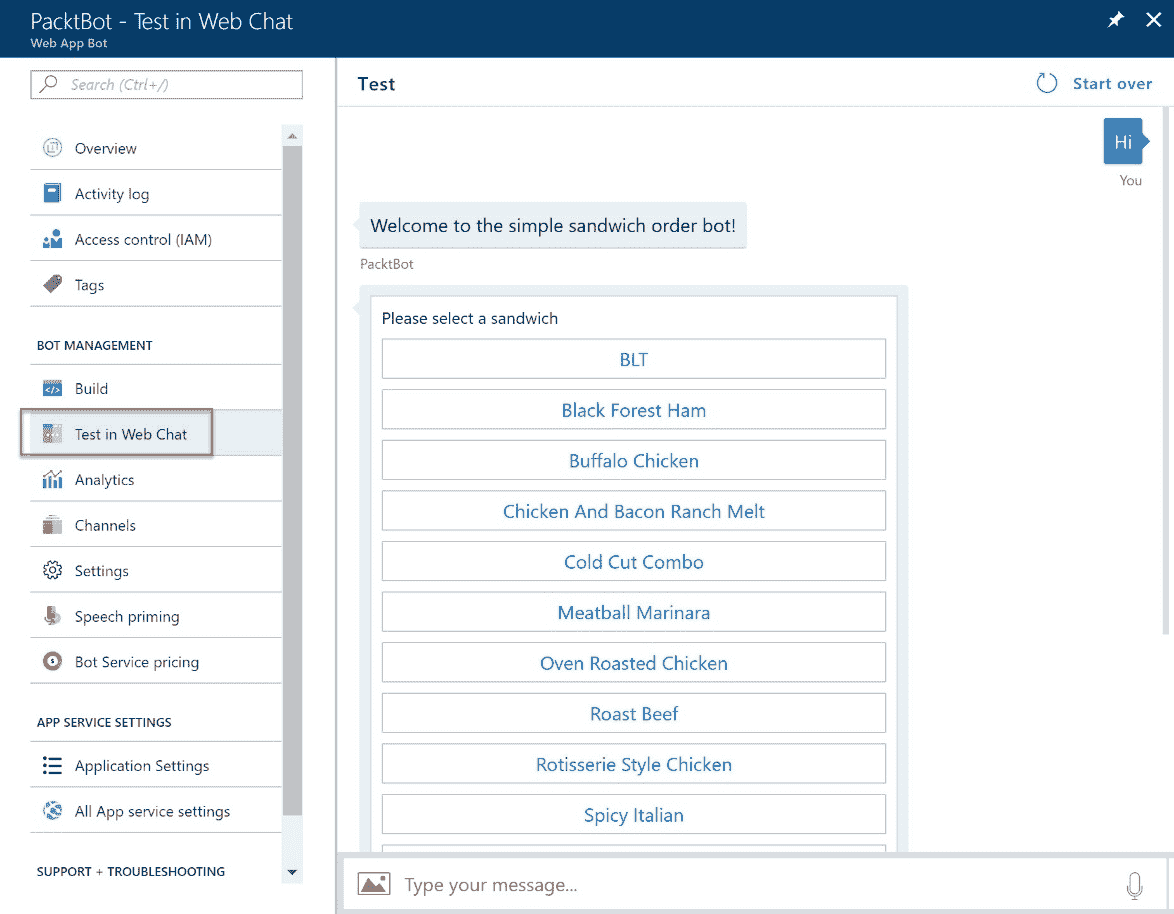 PacktBot - Test in Web Chat
Web App Bot
Search (Ctrl+/)
Overview
Activity log
Access control (IAM)
Tags
BOT MANAGEMENT
Build
Test in Web Chat
Analytics
Channels
Settings
Speech priming
Bot Service pricing
APP SERVICE SETTINGS
Application Settings
All App service settings
SUPPORT + TROUBLESHOOTING
Test
Start over
Hi
You
Welcome to the simple sandwich order bot!
PacktBot
Please select a sandwich
BLT
Black Forest Ham
Buffalo Chicken
Chicken And Bacon Ranch Melt
Cold Cut Combo
Meatball Marinara
Oven Roasted Chicken
Roast Beef
Rotisserie Style Chicken
Spicy Italian
Type your message...